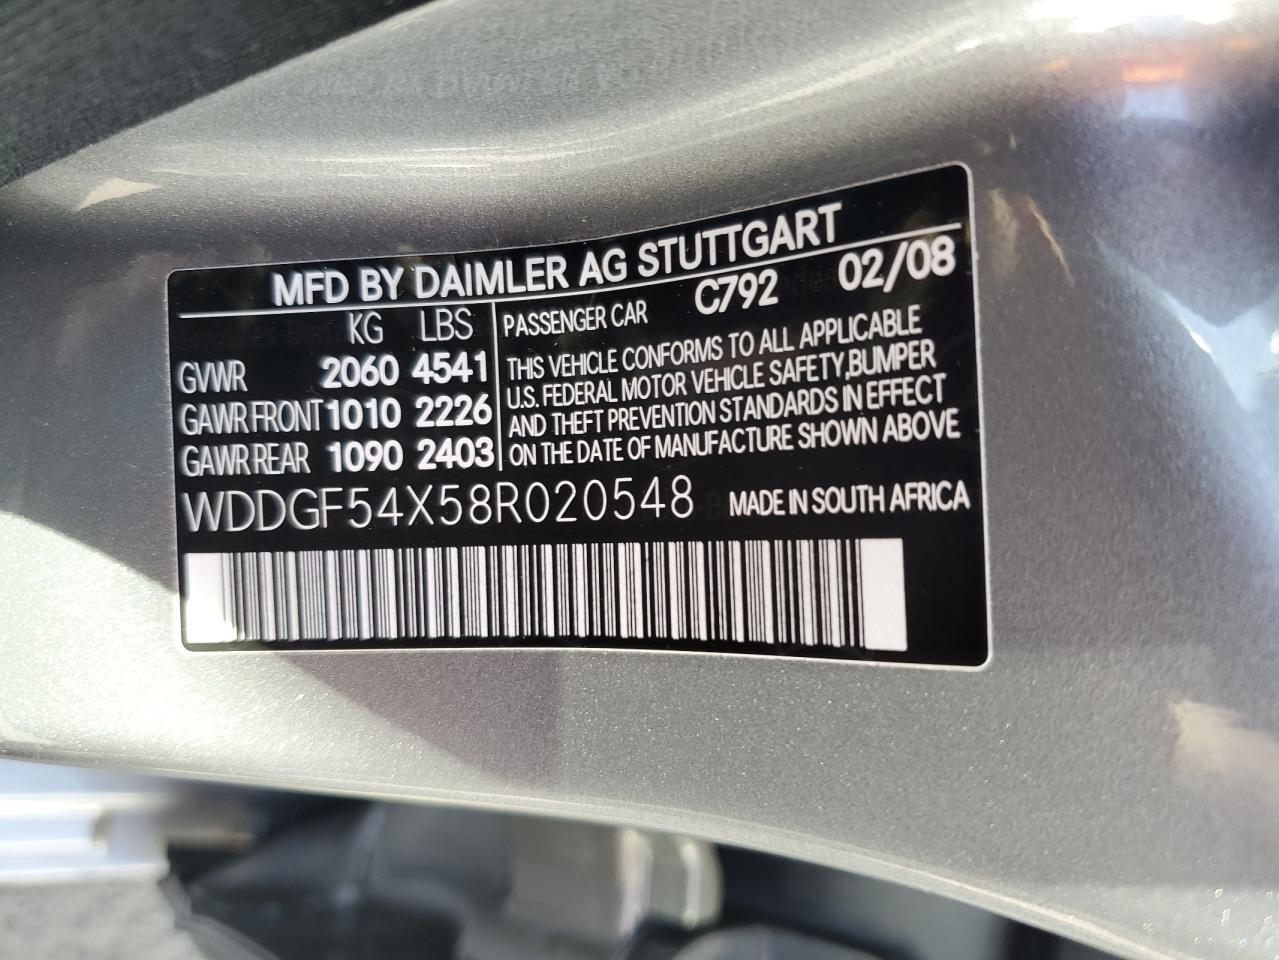 MFD BY DAIMLER AG STUTTGART
KG LBS
GVWR 2060 4541
GAWR FRONT 1010 2226
GAWR REAR 1090 2403
PASSENGER CAR C792 02/08
THIS VEHICLE CONFORMS TO ALL APPLICABLE
U.S. FEDERAL MOTOR VEHICLE SAFETY,BUMPER
AND THEFT PREVENTION STANDARDS IN EFFECT
ON THE DATE OF MANUFACTURE SHOWN ABOVE
WDDGF54X58R020548 MADE IN SOUTH AFRICA